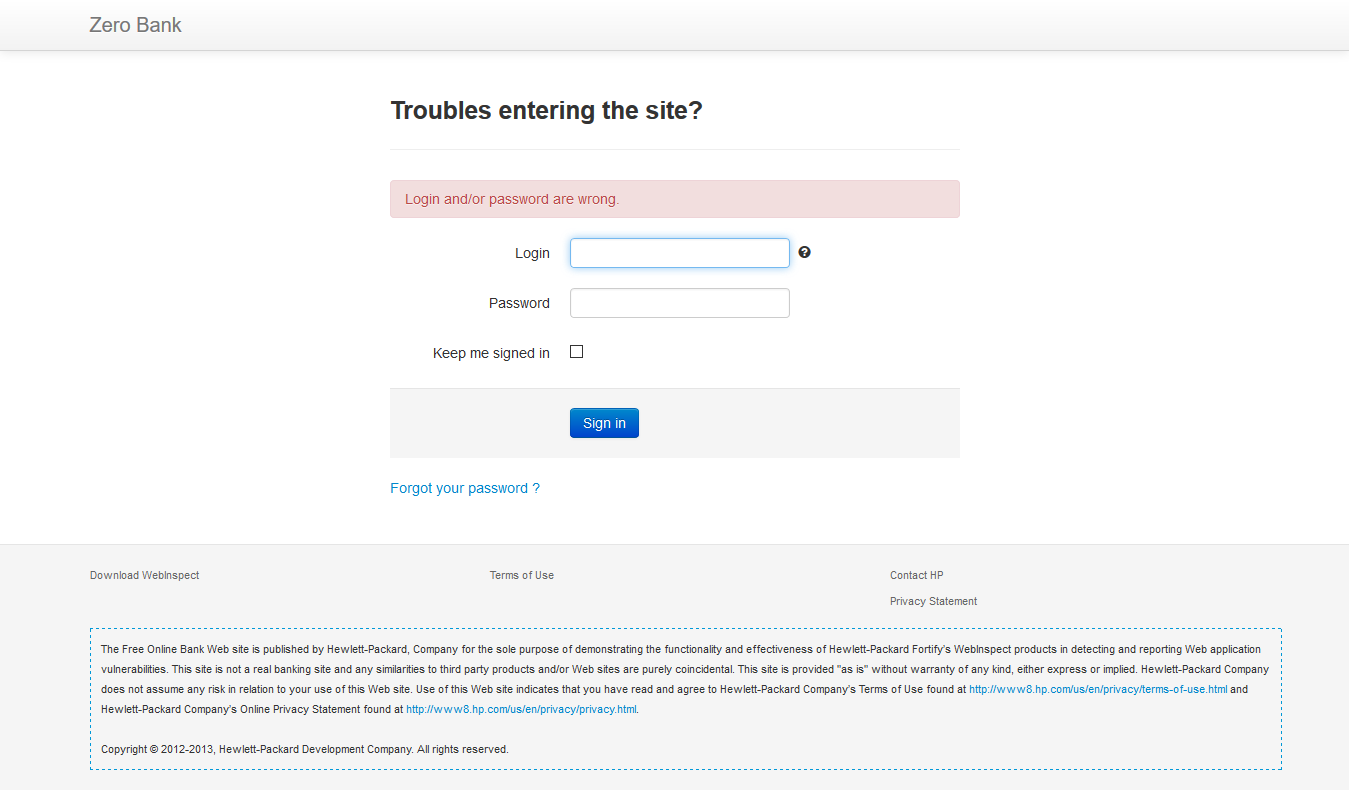 Zero Bank
Troubles entering the site?
Login and/or password are wrong.
Login
Password
Keep me signed in
Sign in
Forgot your password ?
Download WebInspect
Terms of Use
Contact HP
Privacy Statement
The Free Online Bank Web site is published by Hewlett-Packard, Company for the sole purpose of demonstrating the functionality and effectiveness of Hewlett-Packard Fortify's WebInspect products in detecting and reporting Web application
vulnerabilities. This site is not a real banking site and any similarities to third party products and/or Web sites are purely coincidental. This site is provided "as is" without warranty of any kind, either express or implied. Hewlett-Packard Company
does not assume any risk in relation to your use of this Web site. Use of this Web site indicates that you have read and agree to Hewlett-Packard Company's Terms of Use found at http://www8.hp.com/us/en/privacy/terms-of-use.html and
Hewlett-Packard Company's Online Privacy Statement found at http://www8.hp.com/us/en/privacy/privacy.html.
Copyright © 2012-2013, Hewlett-Packard Development Company. All rights reserved.